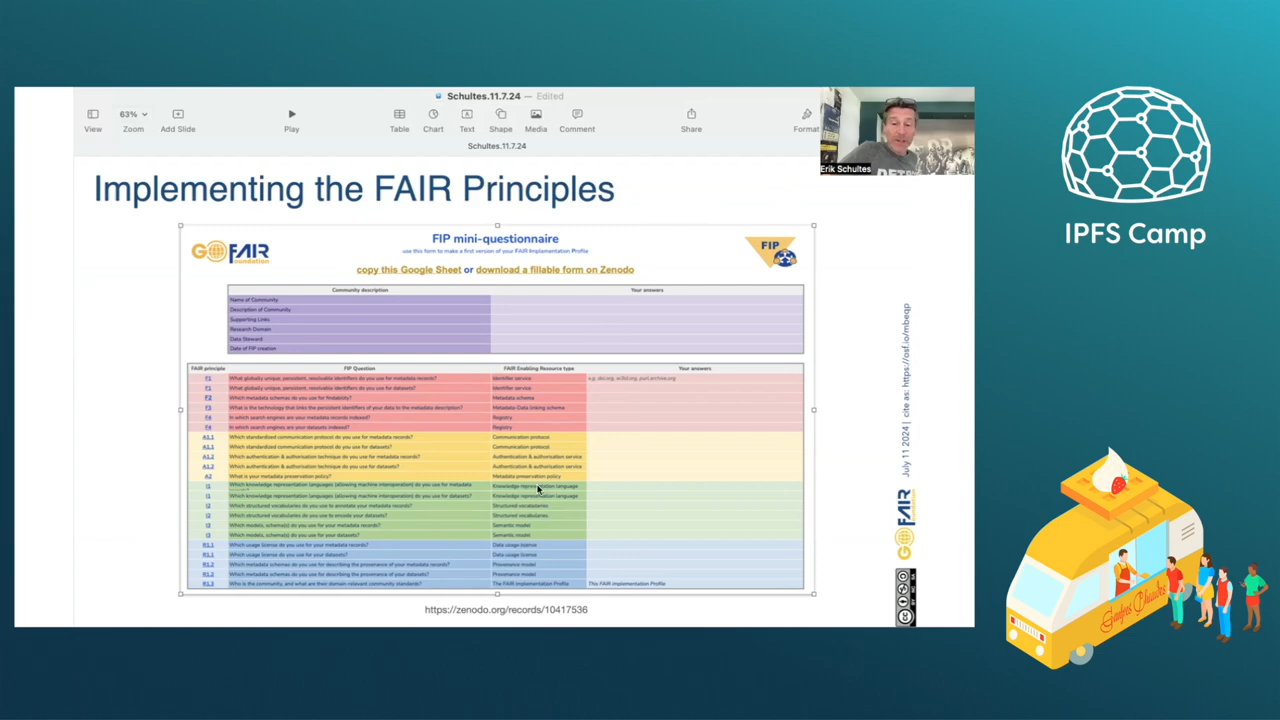 Schultes.11.7.24 — Edited
63%
View
Zoom
Add Slide
Play
Table
Chart
Text
Shape
Media
Comment
Share
Format
Schultes.11.7.24
Erik Schultes
IPFS Camp
Implementing the FAIR Principles
GO FAIR
foundation
FIP mini-questionnaire
use this form to make a first version of your FAIR Implementation Profile
copy this Google Sheet or download a fillable form on Zenodo
FIP
Community description Your answers
Name of Community
Description of Community
Supporting Links
Research Domain
Data Steward
Date of FIP creation
FAIR principle FIP Question FAIR Enabling Resource type Your answers
F1 What globally unique, persistent, resolvable identifiers do you use for metadata records? Identifier service e.g. doi.org, w3id.org, purl.archive.org
F1 What globally unique, persistent, resolvable identifiers do you use for datasets? Identifier service
F2 Which metadata schemas do you use for findability? Metadata schema
F3 What is the technology that links the persistent identifiers of your data to the metadata description? Metadata-Data linking schema
F4 In which search engines are your metadata records indexed? Registry
F4 In which search engines are your datasets indexed? Registry
A1.1 Which standardised communication protocol do you use for metadata records? Communication protocol
A1.1 Which standardised communication protocol do you use for datasets? Communication protocol
A1.2 Which authentication & authorisation technique do you use for metadata records? Authentication & authorisation service
A1.2 Which authentication & authorisation technique do you use for datasets? Authentication & authorisation service
A2 What is your metadata preservation policy? Metadata preservation policy
I1 Which knowledge representation languages (allowing machine interoperation) do you use for metadata Knowledge representation language
I1 Which knowledge representation languages (allowing machine interoperation) do you use for datasets? Knowledge representation language
I2 Which structured vocabularies do you use to annotate your metadata records? Structured vocabularies
I2 Which structured vocabularies do you use to encode your datasets? Structured vocabularies
I3 Which models, schema(s) do you use for your metadata records? Semantic model
I3 Which models, schema(s) do you use for your datasets? Semantic model
R1.1 Which usage license do you use for your metadata records? Data usage license
R1.1 Which usage license do you use for your datasets? Data usage license
R1.2 Which metadata schemas do you use for describing the provenance of your metadata records? Provenance model
R1.2 Which metadata schemas do you use for describing the provenance of your datasets? Provenance model
R1.3 Who is the community, and what are their domain relevant community standards? The FAIR Implementation Profile This FAIR Implementation Profile
https://zenodo.org/records/10417536
July 11 2024 | cite as: https://osf.io/mbeqp
GO FAIR
foundation
BY NC SA